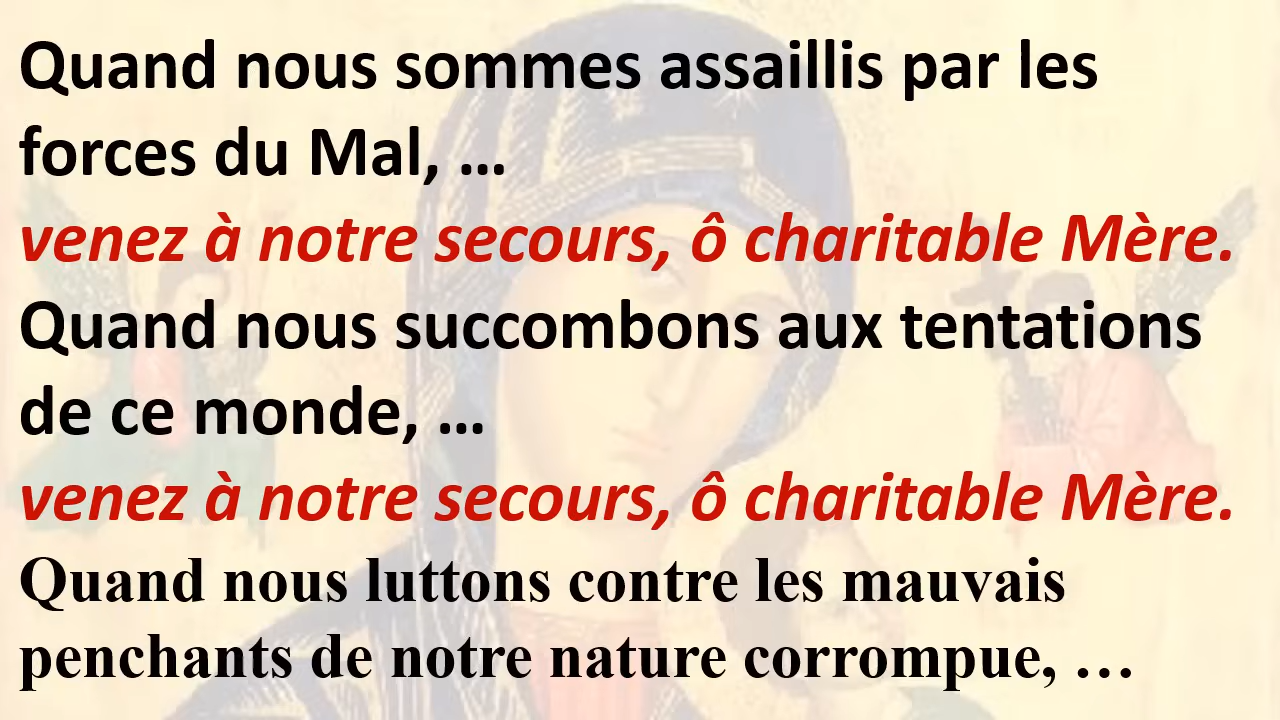 Quand nous sommes assaillis par les
forces du Mal, …
venez à notre secours, ô charitable Mère.
Quand nous succombons aux tentations
de ce monde, …
venez à notre secours, ô charitable Mère.
Quand nous luttons contre les mauvais
penchants de notre nature corrompue, …